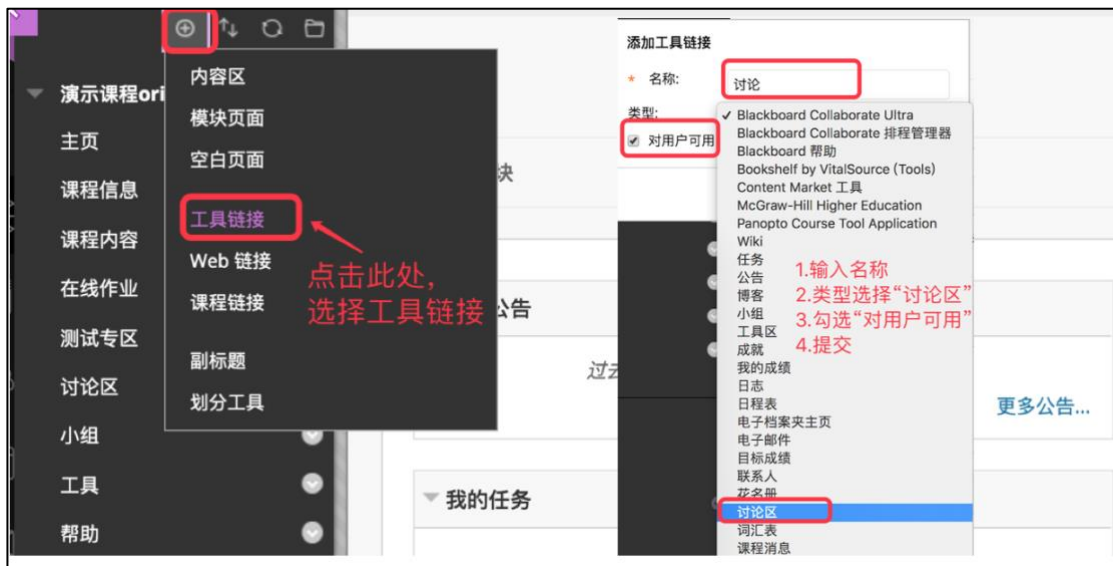 演示课程ori
主页
课程信息
课程内容
在线作业
测试专区
讨论区
小组
工具
帮助
内容区
模块页面
空白页面
工具链接
Web 链接
课程链接
副标题
划分工具
点击此处，
选择工具链接
块
公告
过去
更多公告...
我的任务
添加工具链接
* 名称: 讨论
类型:
对用户可用
✓ Blackboard Collaborate Ultra
Blackboard Collaborate 排程管理器
Blackboard 帮助
Bookshelf by VitalSource (Tools)
Content Market 工具
McGraw-Hill Higher Education
Panopto Course Tool Application
Wiki
任务
公告
博客
小组
工具区
成就
我的成绩
日志
日程表
电子档案夹主页
电子邮件
目标成绩
联系人
花名册
讨论区
词汇表
课程消息
1.输入名称
2.类型选择“讨论区”
3.勾选“对用户可用”
4.提交